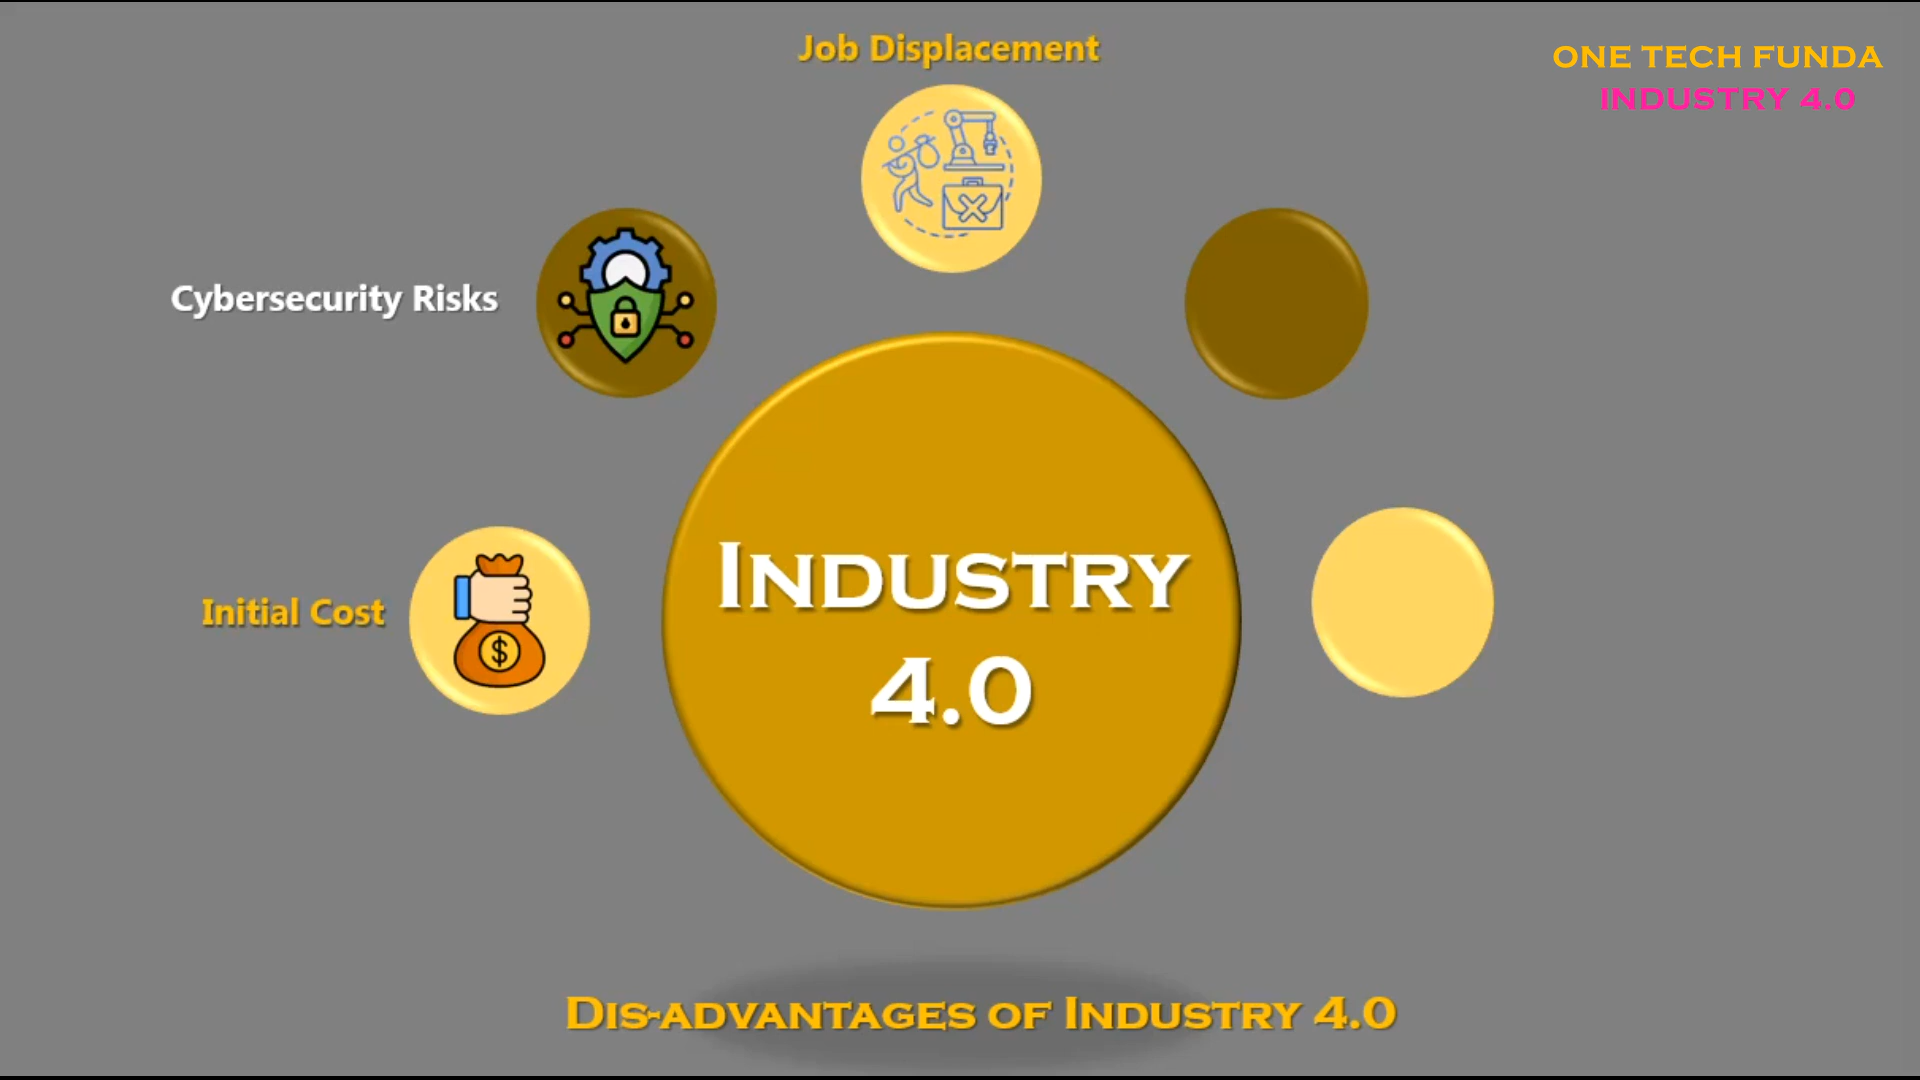 Job Displacement
ONE TECH FUNDA
INDUSTRY 4.0
Cybersecurity Risks
Initial Cost
$
INDUSTRY
4.0
DIS-ADVANTAGES OF INDUSTRY 4.0